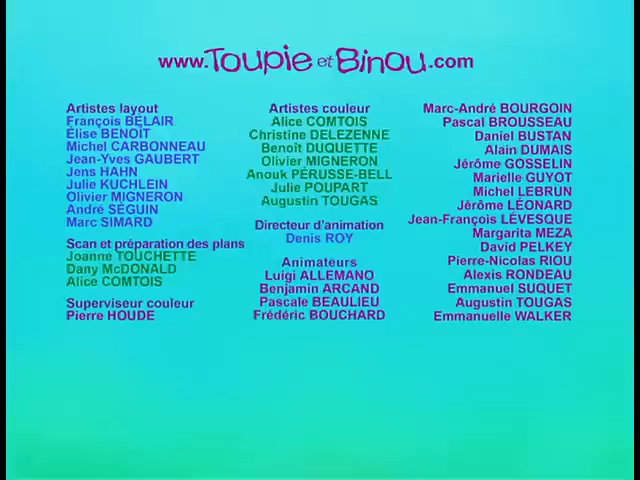 www.Toupie et Binou.com
Artistes layout
François BÉLAIR
Élise BENOÎT
Michel CARBONNEAU
Jean-Yves GAUBERT
Jens HAHN
Julie KUCHLEIN
Olivier MIGNERON
André SÉGUIN
Marc SIMARD
Scan et préparation des plans
Joanne TOUCHETTE
Dany McDONALD
Alice COMTOIS
Superviseur couleur
Pierre HOUDE
Artistes couleur
Alice COMTOIS
Christine DELEZENNE
Benoît DUQUETTE
Olivier MIGNERON
Anouk PÉRUSSE-BELL
Julie POUPART
Augustin TOUGAS
Directeur d'animation
Denis ROY
Animateurs
Luigi ALLEMANO
Benjamin ARCAND
Pascale BEAULIEU
Frédéric BOUCHARD
Marc-André BOURGOIN
Pascal BROUSSEAU
Daniel BUSTAN
Alain DUMAIS
Jérôme GOSSELIN
Marielle GUYOT
Michel LEBRUN
Jérôme LÉONARD
Jean-François LÉVESQUE
Margarita MEZA
David PELKEY
Pierre-Nicolas RIOU
Alexis RONDEAU
Emmanuel SUQUET
Augustin TOUGAS
Emmanuelle WALKER